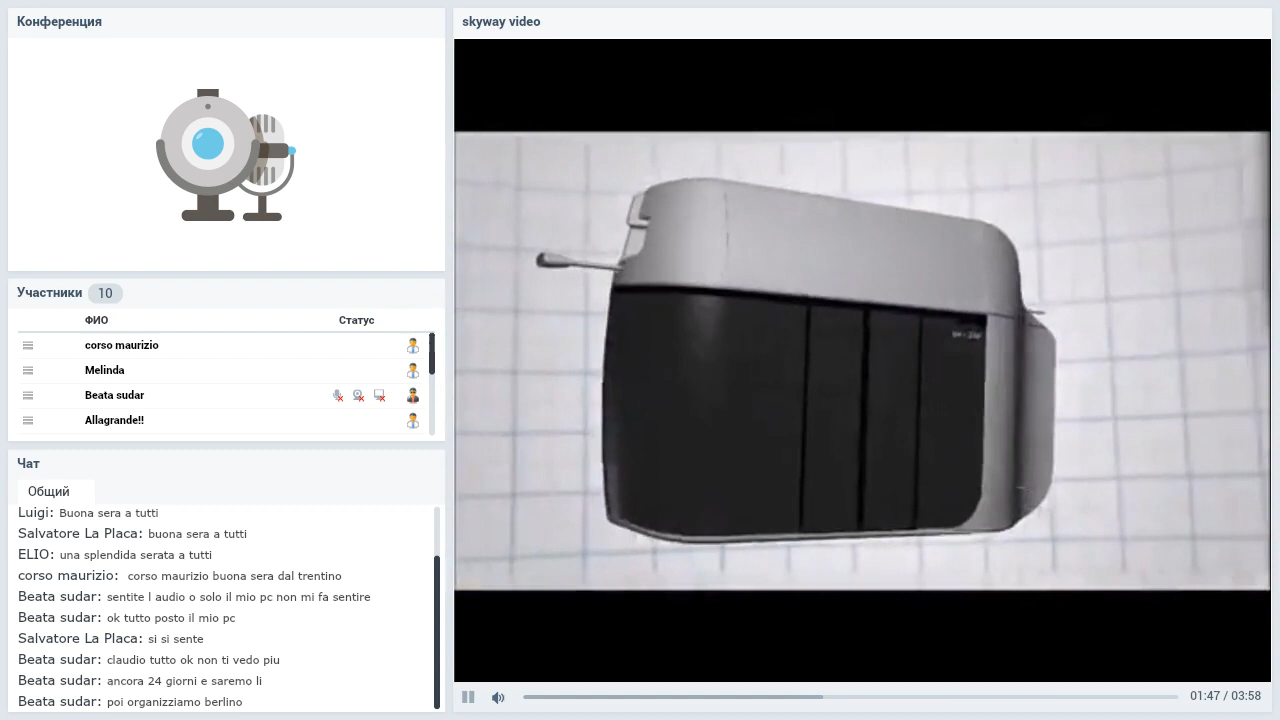 Конференция
skyway video
Участники 10
ФИО Статус
corso maurizio
Melinda
Beata sudar
Allagrande!!
Чат
Общий
Luigi: Buona sera a tutti
Salvatore La Placa: buona sera a tutti
ELIO: una splendida serata a tutti
corso maurizio: corso maurizio buona sera dal trentino
Beata sudar: sentite l audio o solo il mio pc non mi fa sentire
Beata sudar: ok tutto posto il mio pc
Salvatore La Placa: si si sente
Beata sudar: claudio tutto ok non ti vedo piu
Beata sudar: ancora 24 giorni e saremo li
Beata sudar: poi organizziamo berlino
01:47 / 03:58